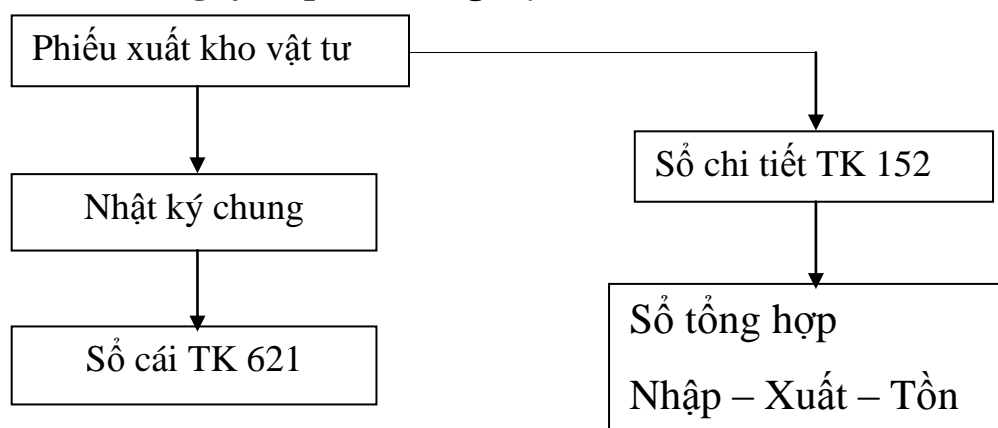 Phiếu xuất kho vật tư
Nhật ký chung
Sổ cái TK 621
Sổ chi tiết TK 152
Sổ tổng hợp
Nhập – Xuất – Tồn